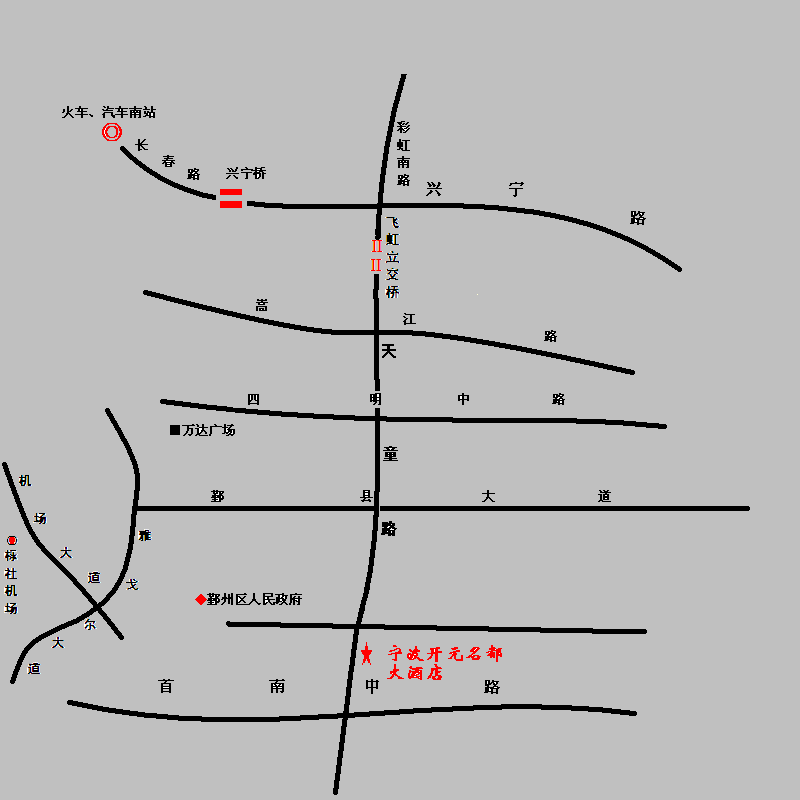 火车、汽车南站
长春路
兴宁桥
彩虹南路
兴宁路
飞虹立交桥
嵩江路
天童路
四明中路
万达广场
鄞县大道
机场大道
雅戈尔大道
栎社机场
鄞州区人民政府
宁波开元名都
大酒店
首南中路